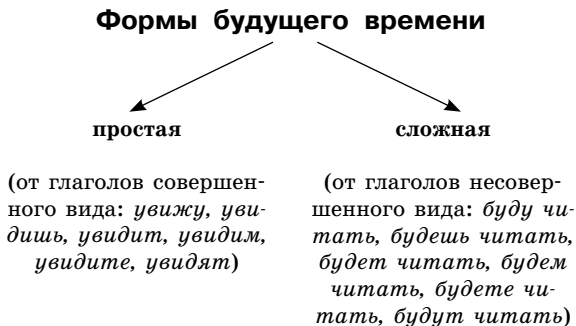 Формы будущего времени
простая
(от глаголов совершен-
ного вида: увижу, уви-
дишь, увидит, увидим,
увидите, увидят)
сложная
(от глаголов несовер-
шенного вида: буду чи-
тать, будешь читать,
будет читать, будем
читать, будете чи-
тать, будут читать)